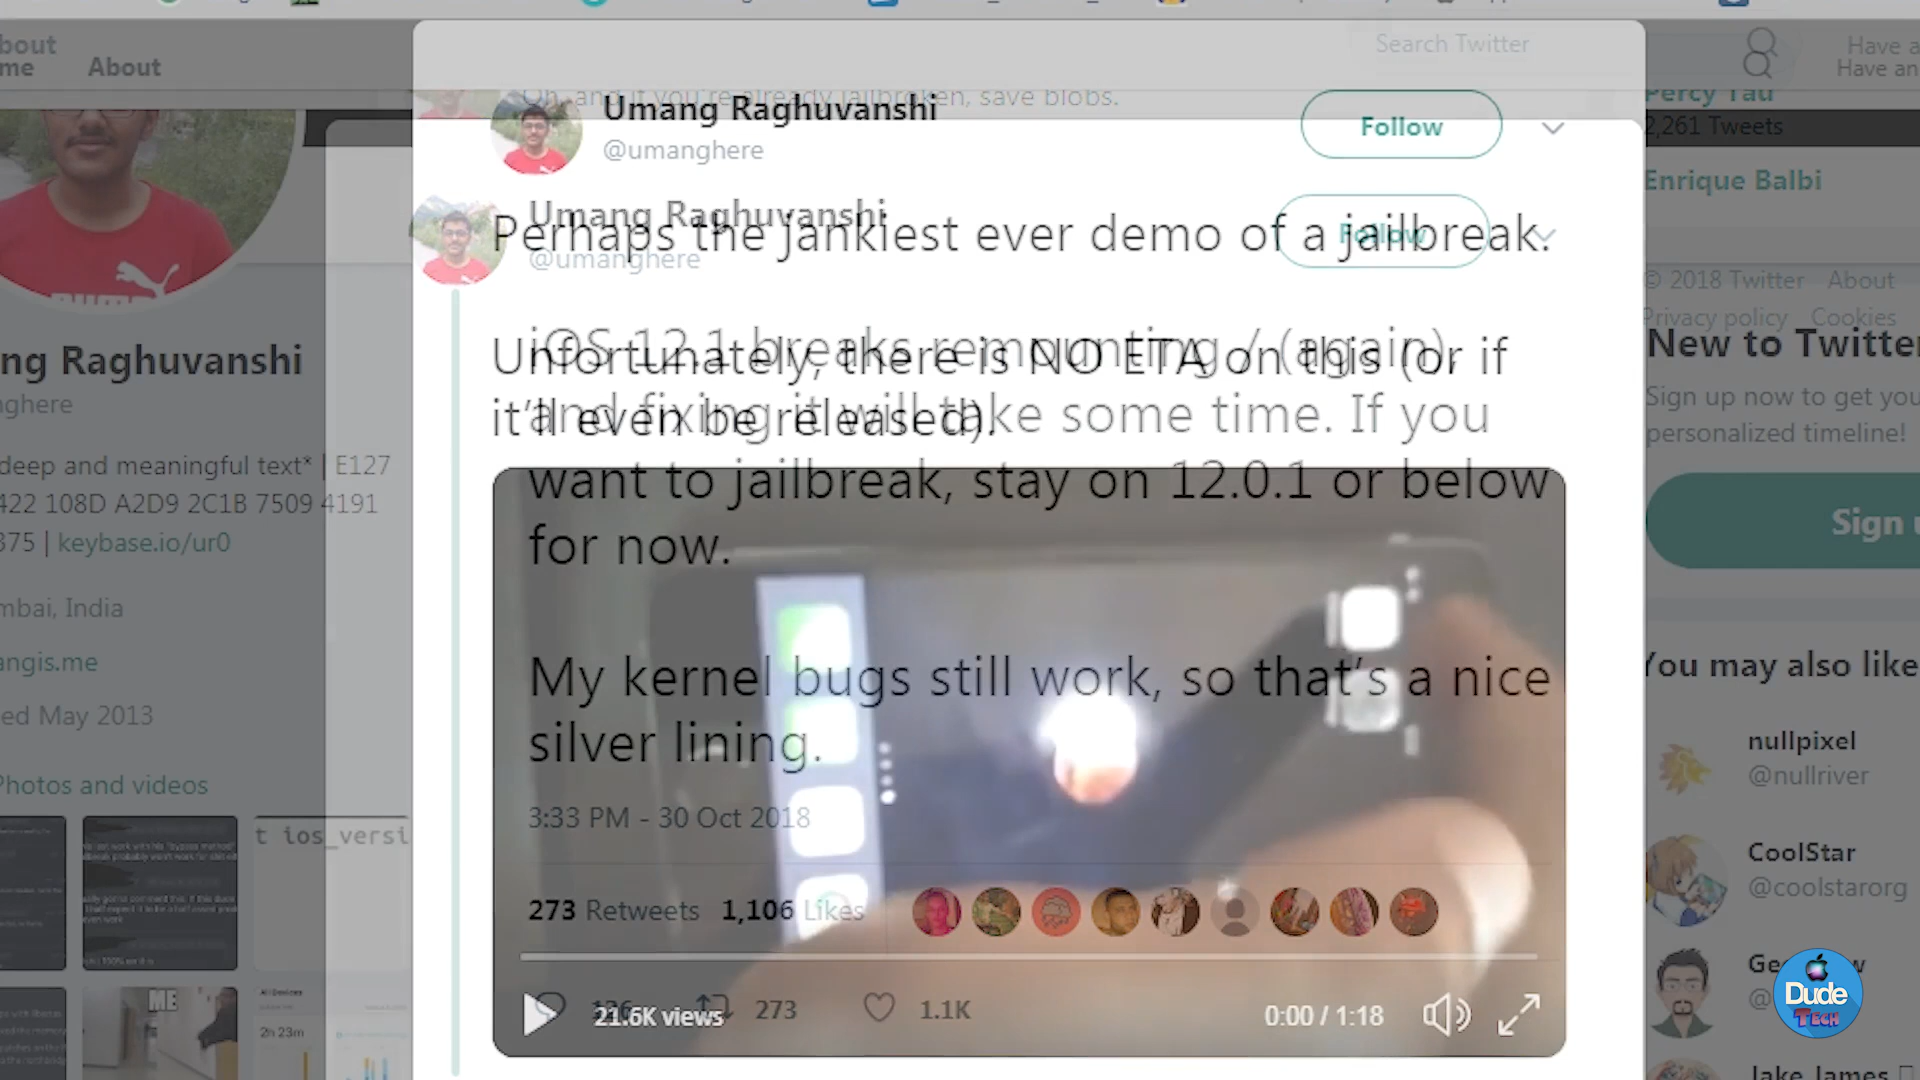 Search Twitter
About
me
About
Have a
Have an
Oh, and if you're already jailbroken, save blobs.
Umang Raghuvanshi
@umanghere
Follow
Percy Tau
2,261 Tweets
Enrique Balbi
Umang Raghuvanshi
@umanghere
Follow
Perhaps the jankiest ever demo of a jailbreak.
Unfortunately, there is NO ETA on this (or if
it'll even be released).
iOS 12.1 breaks remounting / (again),
and fixing it will take some time. If you
want to jailbreak, stay on 12.0.1 or below
for now.
My kernel bugs still work, so that's a nice
silver lining.
3:33 PM - 30 Oct 2018
273 Retweets 1,106 Likes
273
1.1K
21.6K views
0:00 / 1:18
ng Raghuvanshi
nghere
deep and meaningful text* | E127
422 108D A2D9 2C1B 7509 4191
375 | keybase.io/ur0
mbai, India
angis.me
ed May 2013
Photos and videos
t ios_versi
ME
All Devices
2h 23m
© 2018 Twitter About
Privacy policy Cookies
New to Twitter
Sign up now to get you
personalized timeline!
Sign u
You may also like
nullpixel
@nullriver
CoolStar
@coolstarorg
Ge
@
Jake James
Dude
Tech